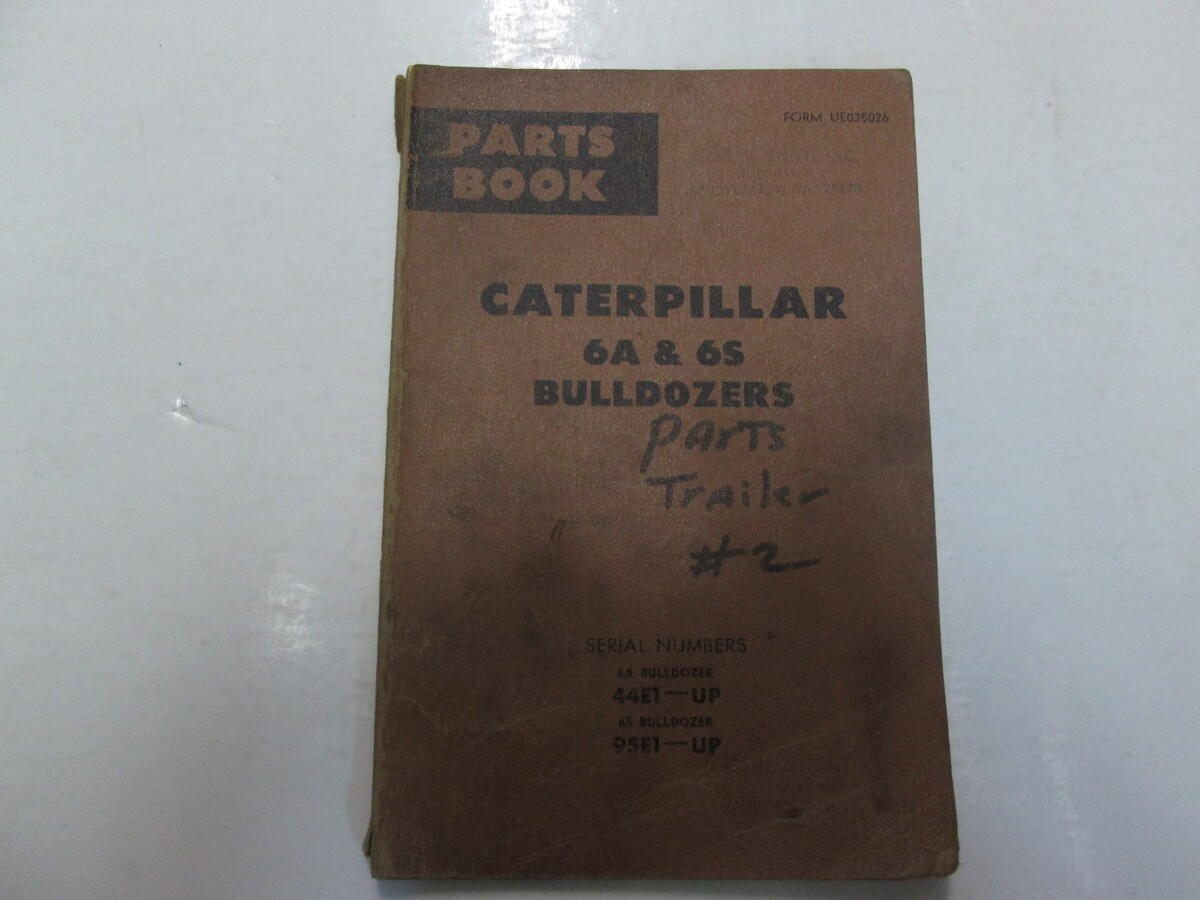 PARTS
BOOK
FORM UE035026
CATERPILLAR
6A & 6S
BULLDOZERS
Parts
Trailer
#2
SERIAL NUMBERS
6A BULLDOZER
44E1—UP
6S BULLDOZER
95E1—UP